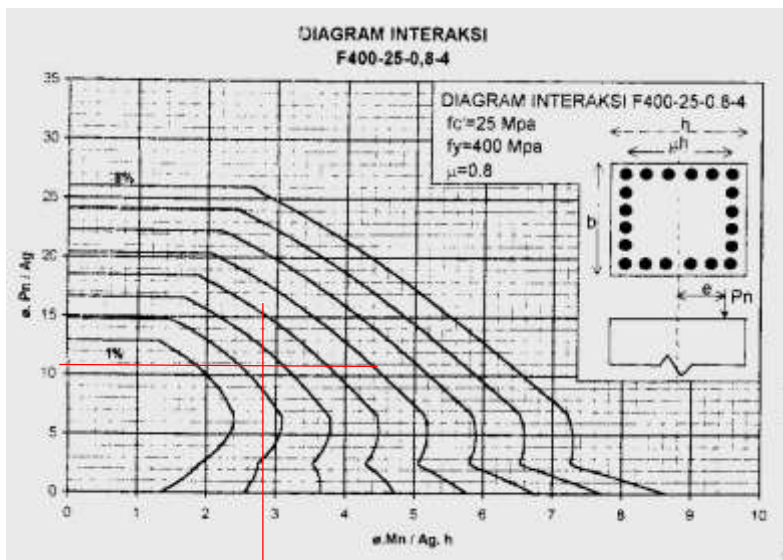 DIAGRAM INTERAKSI
F400-25-0,8-4
DIAGRAM INTERAKSI F400-25-0.8-4
fc'=25 Mpa
fy=400 Mpa
μ=0.8
h
μh
b
e
Pn
35
30
25
20
15
10
5
0
ø.Pn / Ag
8%
1%
0 1 2 3 4 5 6 7 8 9 10
ø.Mn / Ag. h